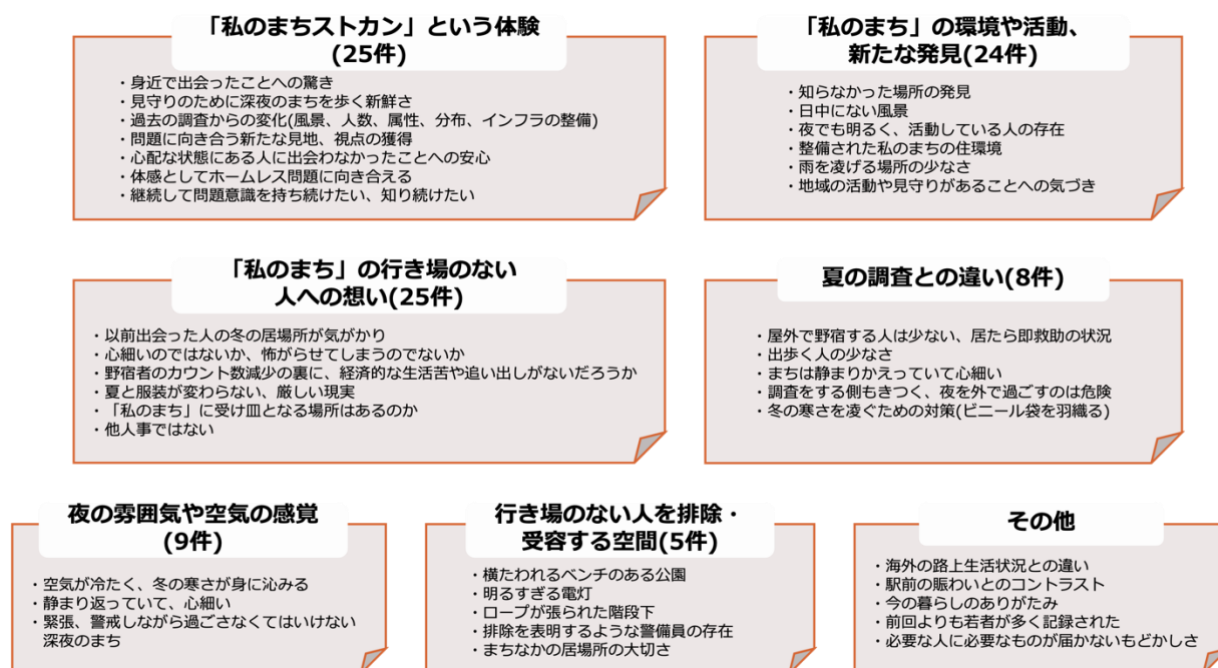 「私のまちストカン」という体験
(25件)
・身近で出会ったことへの驚き
・見守りのために深夜のまちを歩く新鮮さ
・過去の調査からの変化(風景、人数、属性、分布、インフラの整備)
・問題に向き合う新たな見地、視点の獲得
・心配な状態にある人に出会わなかったことへの安心
・体感としてホームレス問題に向き合える
・継続して問題意識を持ち続けたい、知り続けたい
「私のまち」の環境や活動、
新たな発見(24件)
・知らなかった場所の発見
・日中にない風景
・夜でも明るく、活動している人の存在
・整備された私のまちの住環境
・雨を凌げる場所の少なさ
・地域の活動や見守りがあることへの気づき
「私のまち」の行き場のない
人への想い(25件)
・以前出会った人の冬の居場所が気がかり
・心細いのではないか、怖がらせてしまうのでないか
・野宿者のカウント数減少の裏に、経済的な生活苦や追い出しがないだろうか
・夏と服装が変わらない、厳しい現実
・「私のまち」に受け皿となる場所はあるのか
・他人事ではない
夏の調査との違い(8件)
・屋外で野宿する人は少ない、居たら即救助の状況
・出歩く人の少なさ
・まちは静まりかえっていて心細い
・調査をする側もきつく、夜を外で過ごすのは危険
・冬の寒さを凌ぐための対策(ビニール袋を羽織る)
夜の雰囲気や空気の感覚
(9件)
・空気が冷たく、冬の寒さが身に沁みる
・静まり返っていて、心細い
・緊張、警戒しながら過ごさなくてはいけない
深夜のまち
行き場のない人を排除・
受容する空間(5件)
・横たわれるベンチのある公園
・明るすぎる電灯
・ロープが張られた階段下
・排除を表明するような警備員の存在
・まちなかの居場所の大切さ
その他
・海外の路上生活状況との違い
・駅前の賑わいとのコントラスト
・今の暮らしのありがたみ
・前回よりも若者が多く記録された
・必要な人に必要なものが届かないもどかしさ